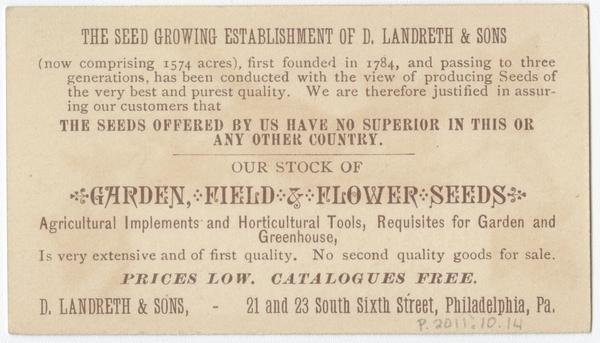 THE SEED GROWING ESTABLISHMENT OF D. LANDRETH & SONS
(now comprising 1574 acres), first founded in 1784, and passing to three
generations, has been conducted with the view of producing Seeds of
the very best and purest quality. We are therefore justified in assur-
ing our customers that
THE SEEDS OFFERED BY US HAVE NO SUPERIOR IN THIS OR
ANY OTHER COUNTRY.
OUR STOCK OF
GARDEN, FIELD & FLOWER SEEDS
Agricultural Implements and Horticultural Tools, Requisites for Garden and
Greenhouse,
Is very extensive and of first quality. No second quality goods for sale.
PRICES LOW. CATALOGUES FREE.
D. LANDRETH & SONS, - 21 and 23 South Sixth Street, Philadelphia, Pa.
P.2011.10.14